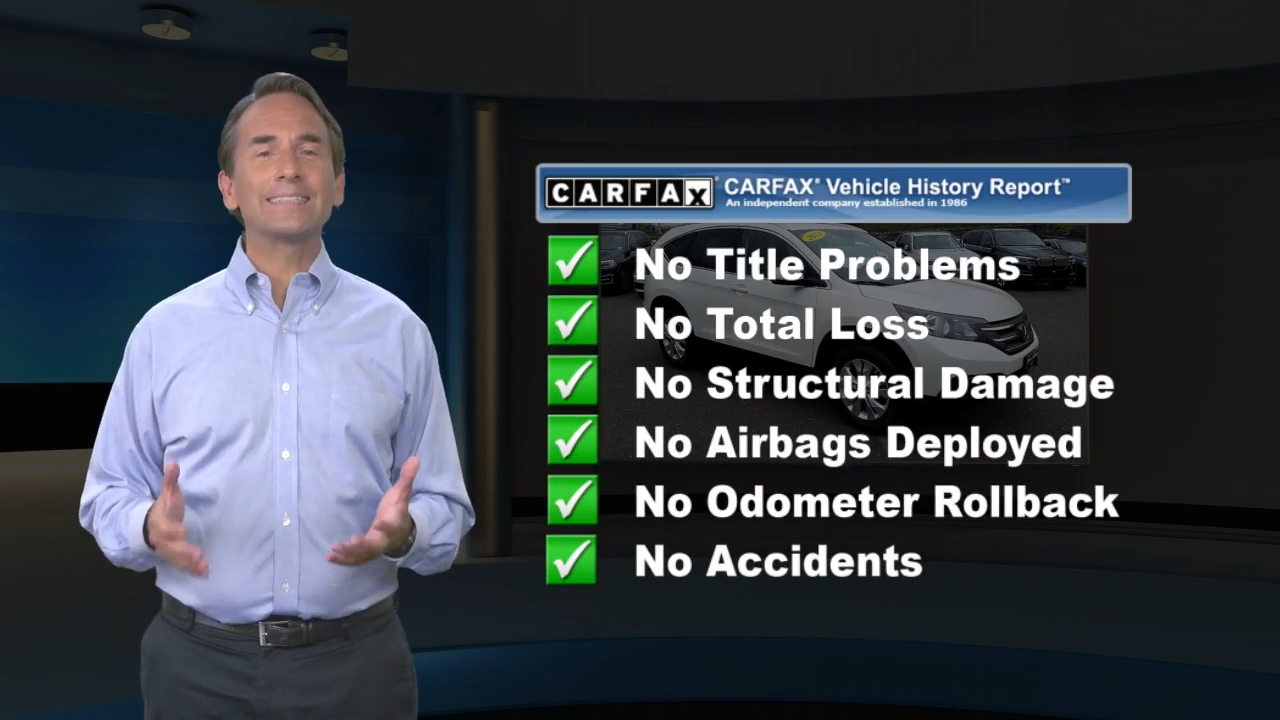 CARFAX® CARFAX® Vehicle History Report™
An independent company established in 1986
No Title Problems
No Total Loss
No Structural Damage
No Airbags Deployed
No Odometer Rollback
No Accidents